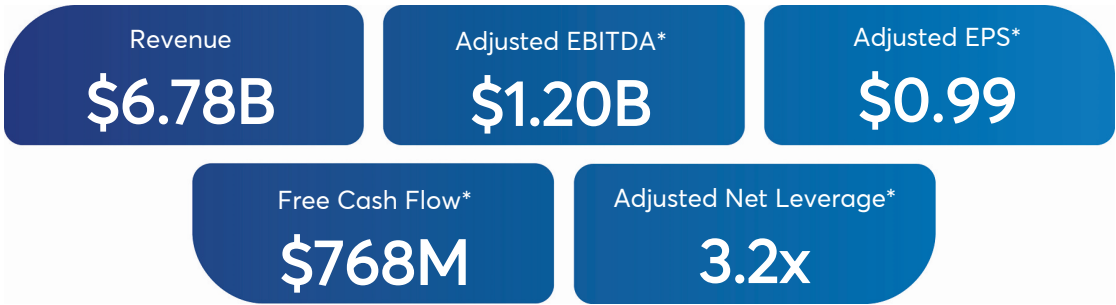 Revenue
$6.78B
Adjusted EBITDA*
$1.20B
Adjusted EPS*
$0.99
Free Cash Flow*
$768M
Adjusted Net Leverage*
3.2x